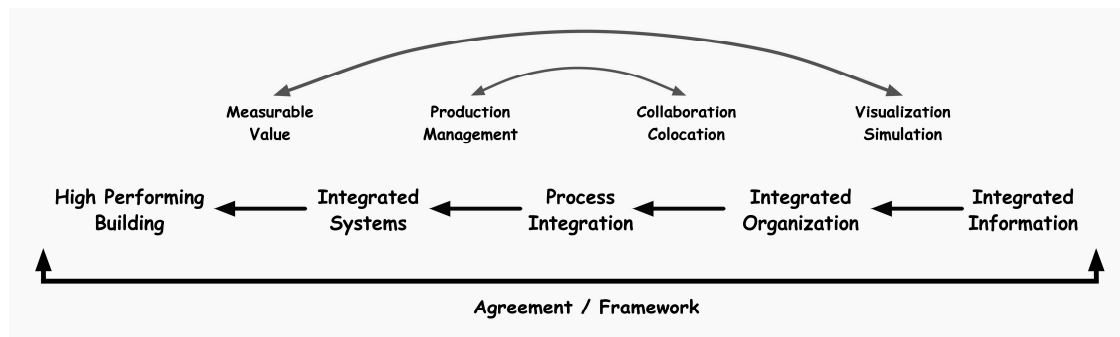 Measurable
Value
Production
Management
Collaboration
Colocation
Visualization
Simulation
High Performing
Building
Integrated
Systems
Process
Integration
Integrated
Organization
Integrated
Information
Agreement / Framework